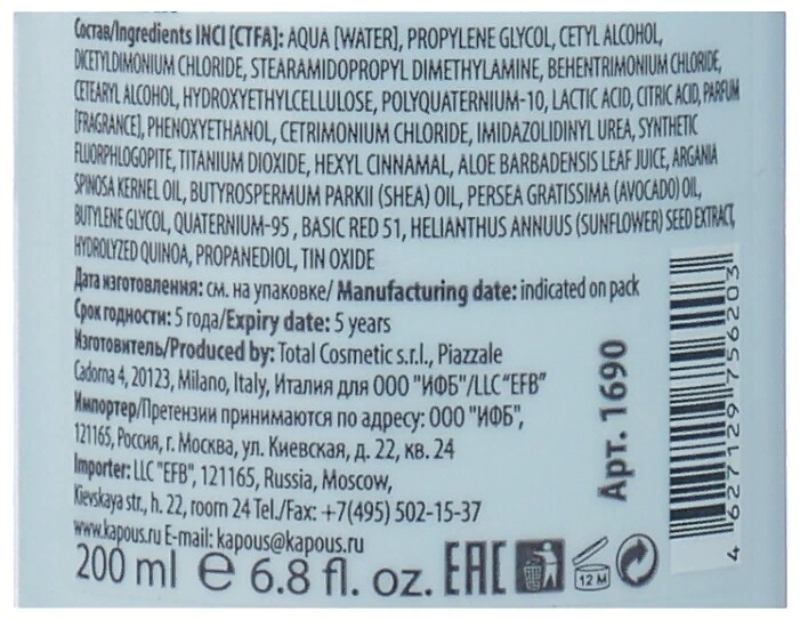 Состав/Ingredients INCI [CTFA]: AQUA [WATER], PROPYLENE GLYCOL, CETYL ALCOHOL,
DICETYLDIMONIUM CHLORIDE, STEARAMIDOPROPYL DIMETHYLAMINE, BEHENTRIMONIUM CHLORIDE,
CETEARYL ALCOHOL, HYDROXYETHYLCELLULOSE, POLYQUATERNIUM-10, LACTIC ACID, CITRIC ACID, PARFUM
[FRAGRANCE], PHENOXYETHANOL, CETRIMONIUM CHLORIDE, IMIDAZOLIDINYL UREA, SYNTHETIC
FLUORPHLOGOPITE, TITANIUM DIOXIDE, HEXYL CINNAMAL, ALOE BARBADENSIS LEAF JUICE, ARGANIA
SPINOSA KERNEL OIL, BUTYROSPERMUM PARKII (SHEA) OIL, PERSEA GRATISSIMA (AVOCADO) OIL,
BUTYLENE GLYCOL, QUATERNIUM-95 , BASIC RED 51, HELIANTHUS ANNUUS (SUNFLOWER) SEED EXTRACT,
HYDROLYZED QUINOA, PROPANEDIOL, TIN OXIDE
Дата изготовления: см. на упаковке/ Manufacturing date: indicated on pack
Срок годности: 5 года/Expiry date: 5 years
Изготовитель/Produced by: Total Cosmetic s.r.l., Piazzale
Cadorna 4, 20123, Milano, Italy, Италия для ООО "ИФБ"/LLC"EFB"
Импортер/Претензии принимаются по адресу: ООО "ИФБ",
121165, Россия, г. Москва, ул. Киевская, д. 22, кв. 24
Importer: LLC "EFB", 121165, Russia, Moscow,
Kievskaya str., h. 22, room 24 Tel./Fax: +7(495) 502-15-37
www.kapous.ru E-mail: kapous@kapous.ru
200 ml e 6.8 fl. oz. EAC
12 M
Арт. 1690
4 627129 756203